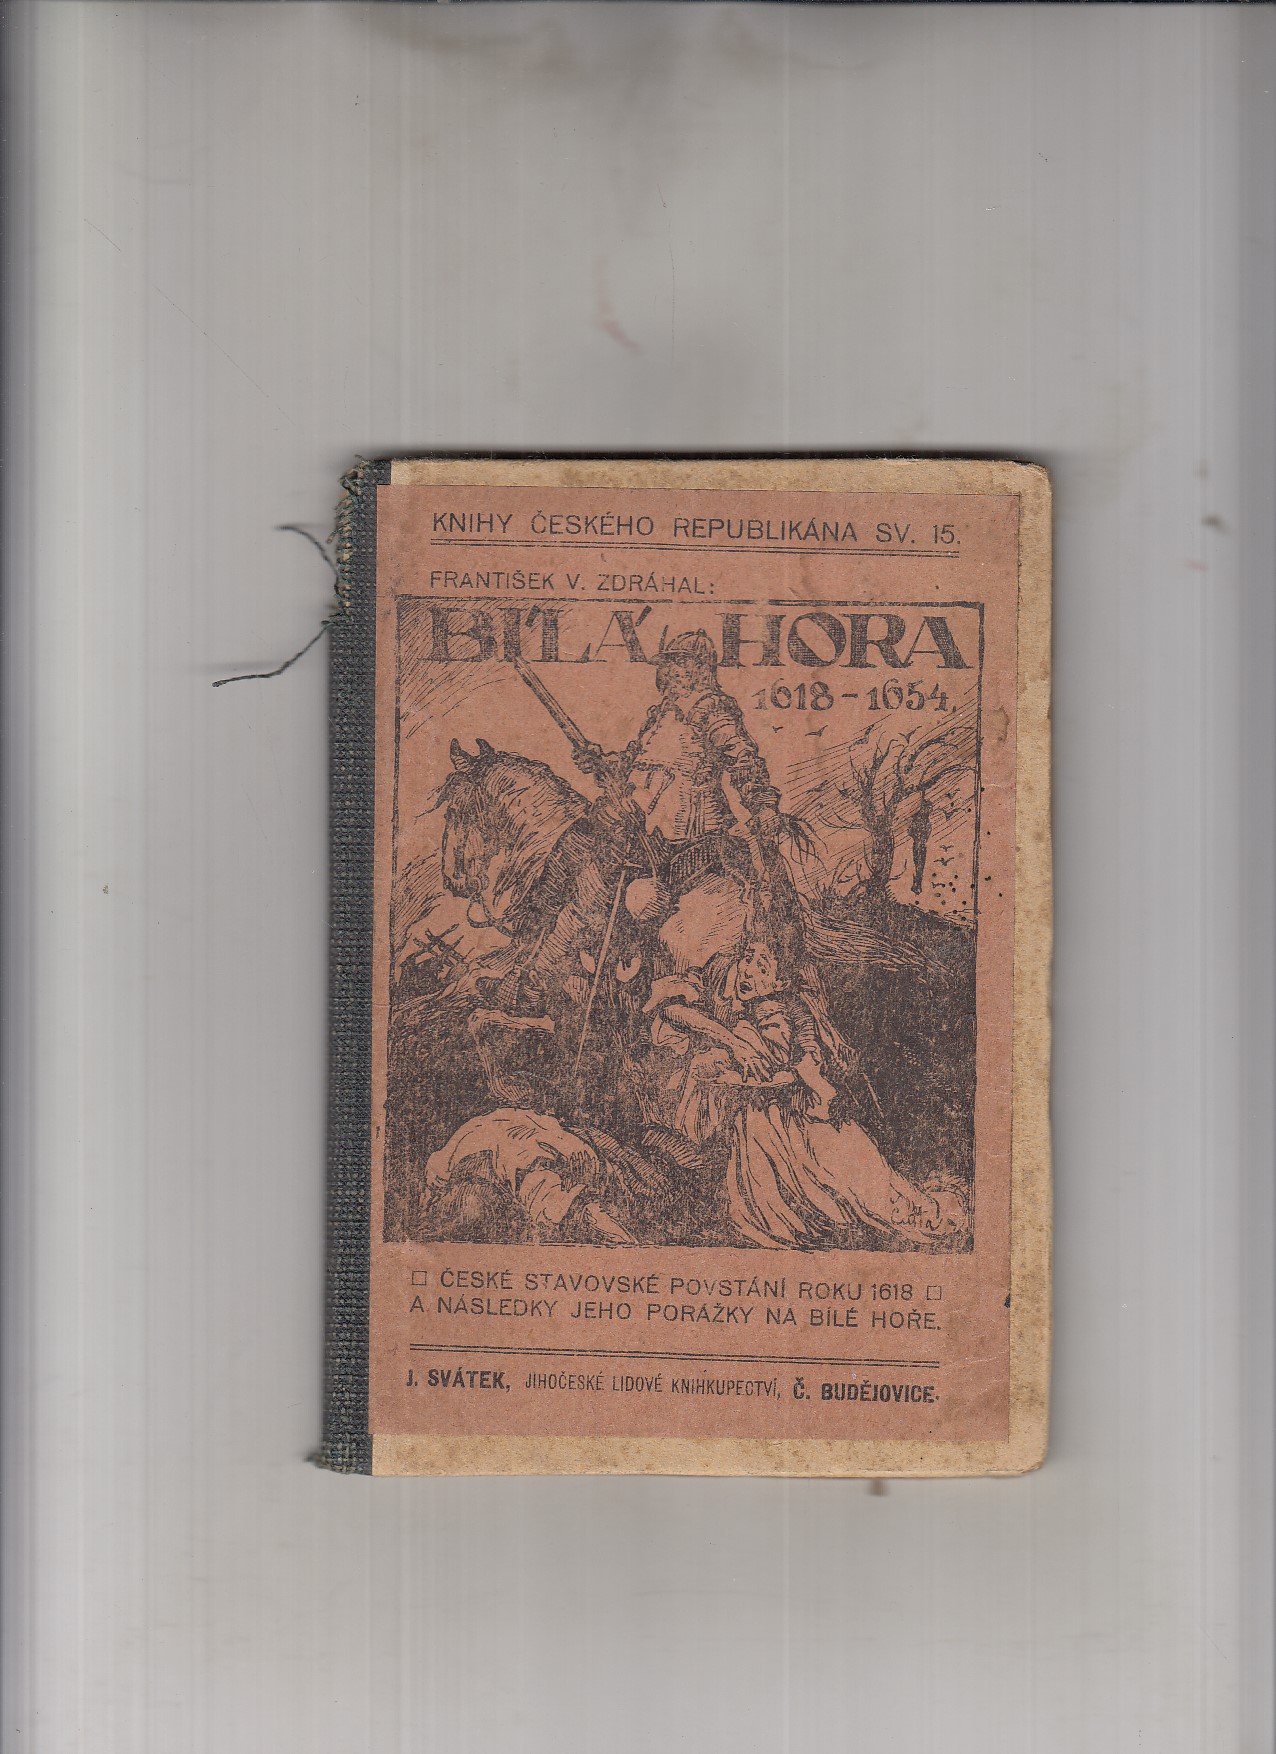 KNIHY ČESKÉHO REPUBLIKÁNA SV. 15.
FRANTIŠEK V. ZDRÁHAL:
BÍLÁ HORA
1618-1654.
□ ČESKÉ STAVOVSKÉ POVSTÁNÍ ROKU 1618 □
A NÁSLEDKY JEHO PORÁŽKY NA BÍLÉ HOŘE.
J. SVÁTEK, JIHOČESKÉ LIDOVÉ KNIHKUPECTVÍ, Č. BUDĚJOVICE.